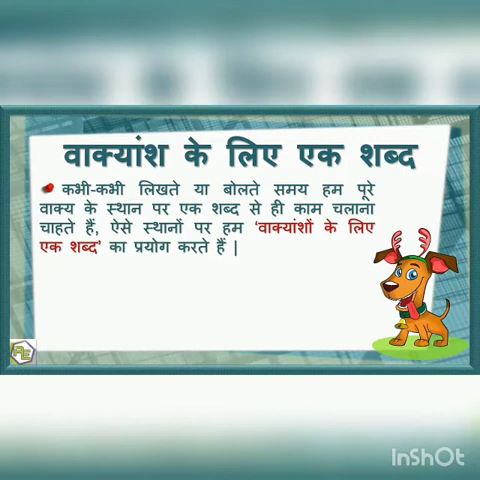 वाक्यांश के लिए एक शब्द
कभी-कभी लिखते या बोलते समय हम पूरे
वाक्य के स्थान पर एक शब्द से ही काम चलाना
चाहते हैं, ऐसे स्थानों पर हम ‘वाक्यांशों के लिए
एक शब्द’ का प्रयोग करते हैं |
PE
InShOt